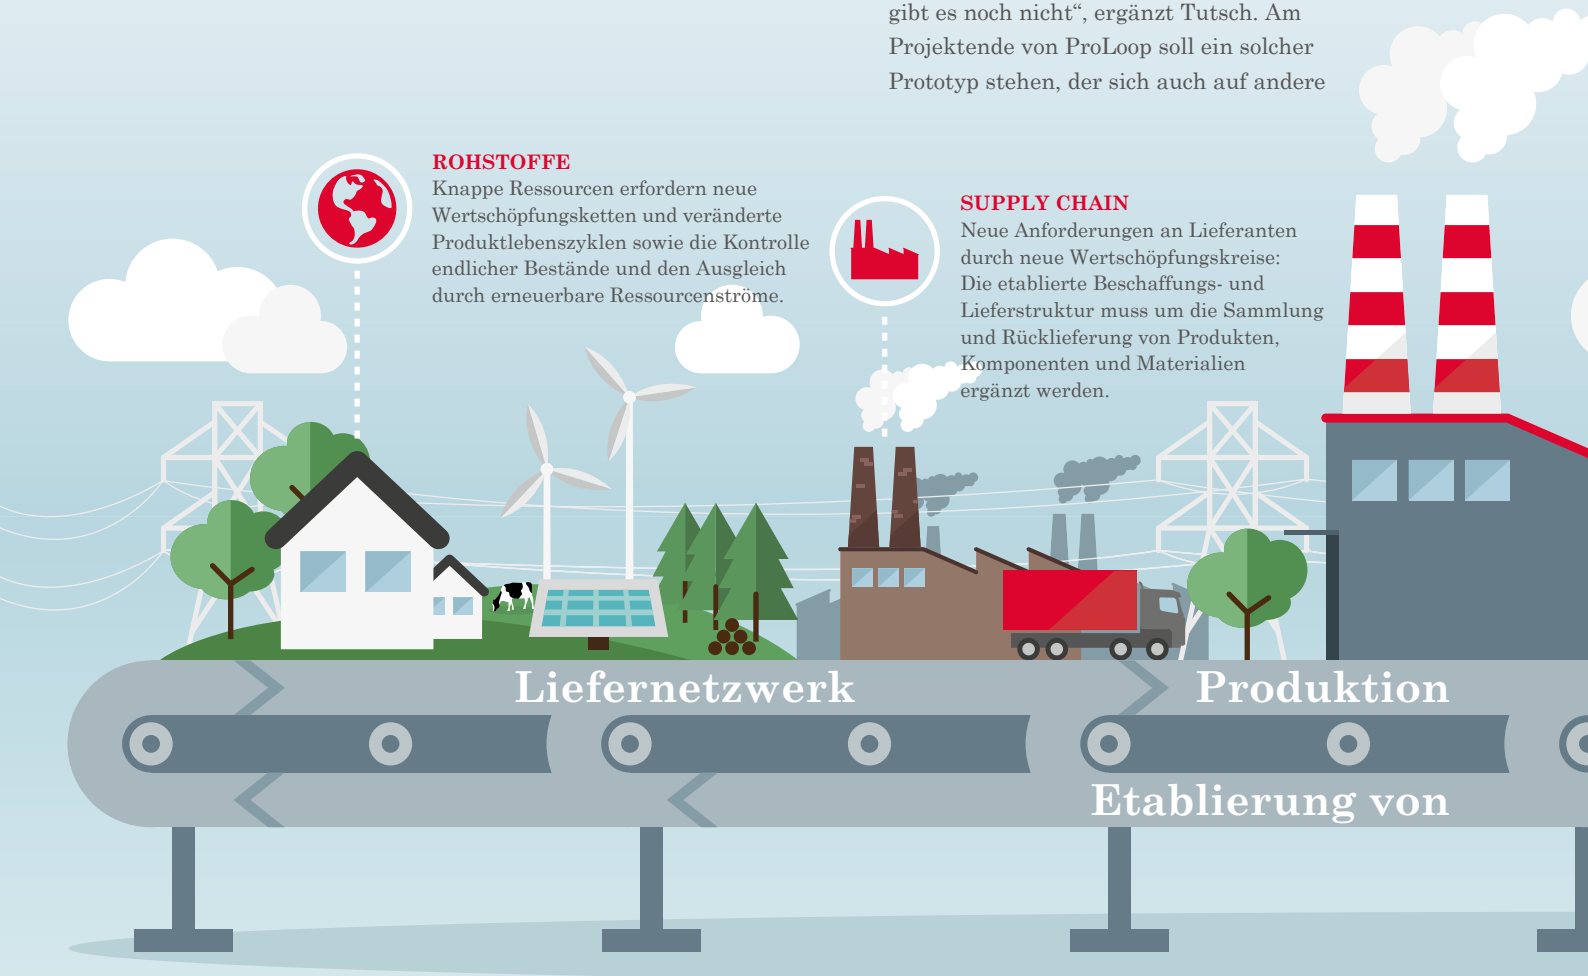 gibt es noch nicht“, ergänzt Tutsch. Am
Projektende von ProLoop soll ein solcher
Prototyp stehen, der sich auch auf andere
ROHSTOFFE
Knappe Ressourcen erfordern neue
Wertschöpfungsketten und veränderte
Produktlebenszyklen sowie die Kontrolle
endlicher Bestände und den Ausgleich
durch erneuerbare Ressourcenströme.
SUPPLY CHAIN
Neue Anforderungen an Lieferanten
durch neue Wertschöpfungskreise:
Die etablierte Beschaffungs- und
Lieferstruktur muss um die Sammlung
und Rücklieferung von Produkten,
Komponenten und Materialien
ergänzt werden.
Liefernetzwerk
Produktion
Etablierung von